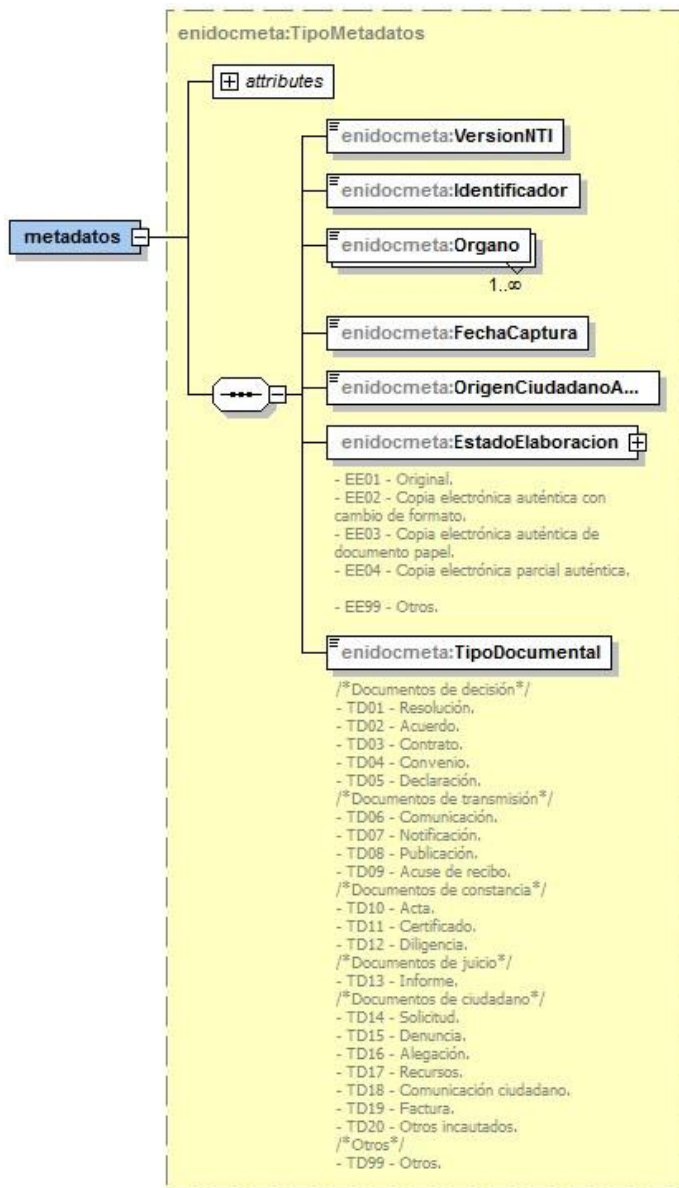 enidocmeta:TipoMetadatos
attributes
enidocmeta:VersionNTI
enidocmeta:Identificador
metadatos
enidocmeta:Organo
1..∞
enidocmeta:FechaCaptura
enidocmeta:OrigenCiudadanoA...
enidocmeta:EstadoElaboracion
- EE01 - Original.
- EE02 - Copia electrónica auténtica con
cambio de formato.
- EE03 - Copia electrónica auténtica de
documento papel.
- EE04 - Copia electrónica parcial auténtica.
- EE99 - Otros.
enidocmeta:TipoDocumental
/*Documentos de decisión*/
- TD01 - Resolución.
- TD02 - Acuerdo.
- TD03 - Contrato.
- TD04 - Convenio.
- TD05 - Declaración.
/*Documentos de transmisión*/
- TD06 - Comunicación.
- TD07 - Notificación.
- TD08 - Publicación.
- TD09 - Acuse de recibo.
/*Documentos de constancia*/
- TD10 - Acta.
- TD11 - Certificado.
- TD12 - Diligencia.
/*Documentos de juicio*/
- TD13 - Informe.
/*Documentos de ciudadano*/
- TD14 - Solicitud.
- TD15 - Denuncia.
- TD16 - Alegación.
- TD17 - Recursos.
- TD18 - Comunicación ciudadano.
- TD19 - Factura.
- TD20 - Otros incautados.
/*Otros*/
- TD99 - Otros.